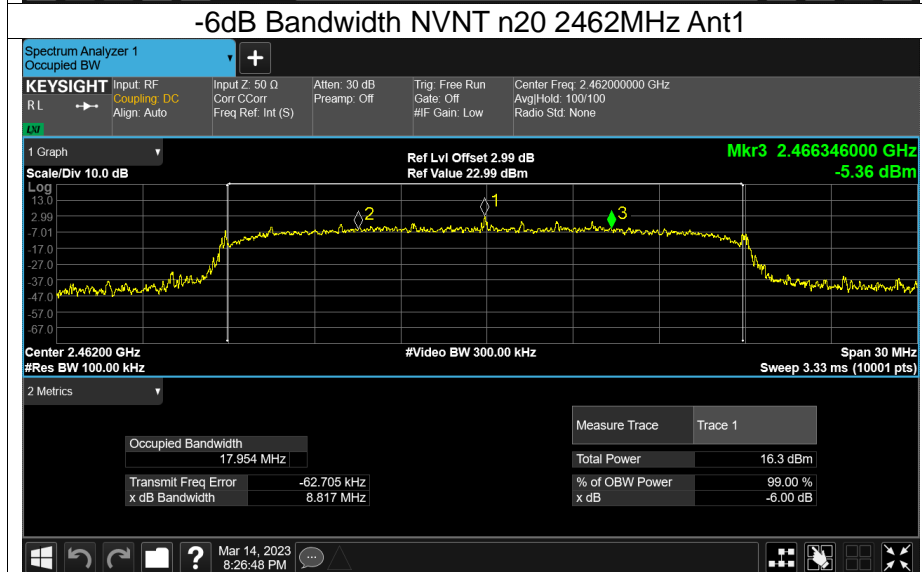 -6dB Bandwidth NVNT n20 2462MHz Ant1
Spectrum Analyzer 1
Occupied BW
+
KEYSIGHT
RL
LXI
Input: RF
Coupling: DC
Align: Auto
Input Z: 50 Ω
Corr CCorr
Freq Ref: Int (S)
Atten: 30 dB
Preamp: Off
Trig: Free Run
Gate: Off
#IF Gain: Low
Center Freq: 2.462000000 GHz
Avg|Hold: 100/100
Radio Std: None
1 Graph
Scale/Div 10.0 dB
Ref Lvl Offset 2.99 dB
Ref Value 22.99 dBm
Mkr3 2.466346000 GHz
-5.36 dBm
Log
13.0
2.99
-7.01
-17.0
-27.0
-37.0
-47.0
-57.0
-67.0
2
1
3
Center 2.46200 GHz
#Res BW 100.00 kHz
#Video BW 300.00 kHz
Span 30 MHz
Sweep 3.33 ms (10001 pts)
2 Metrics
Occupied Bandwidth
17.954 MHz
Transmit Freq Error -62.705 kHz
x dB Bandwidth 8.817 MHz
Measure Trace Trace 1
Total Power 16.3 dBm
% of OBW Power 99.00 %
x dB -6.00 dB
?
Mar 14, 2023
8:26:48 PM